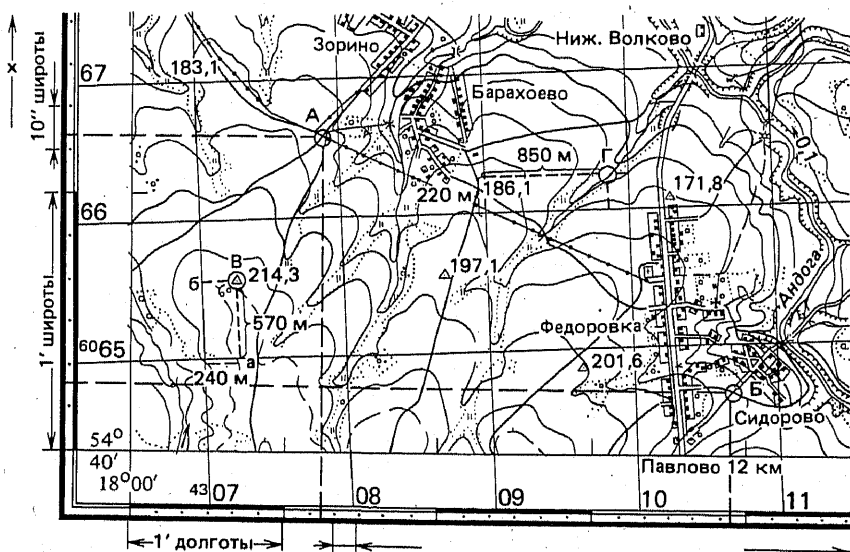 Зорино
Ниж. Волково
183,1
x
67
Барахоево
10″ широты
А
850 м
Г
0,1
220 м
186,1
171,8
66
В
214,3
197,1
б
Андога
570 м
1′ широты
Федоровка
6065
а
201,6
240 м
Б
Сидорово
54°
40′
Павлово 12 км
18°00′
4307
08
09
10
11
1′ долготы